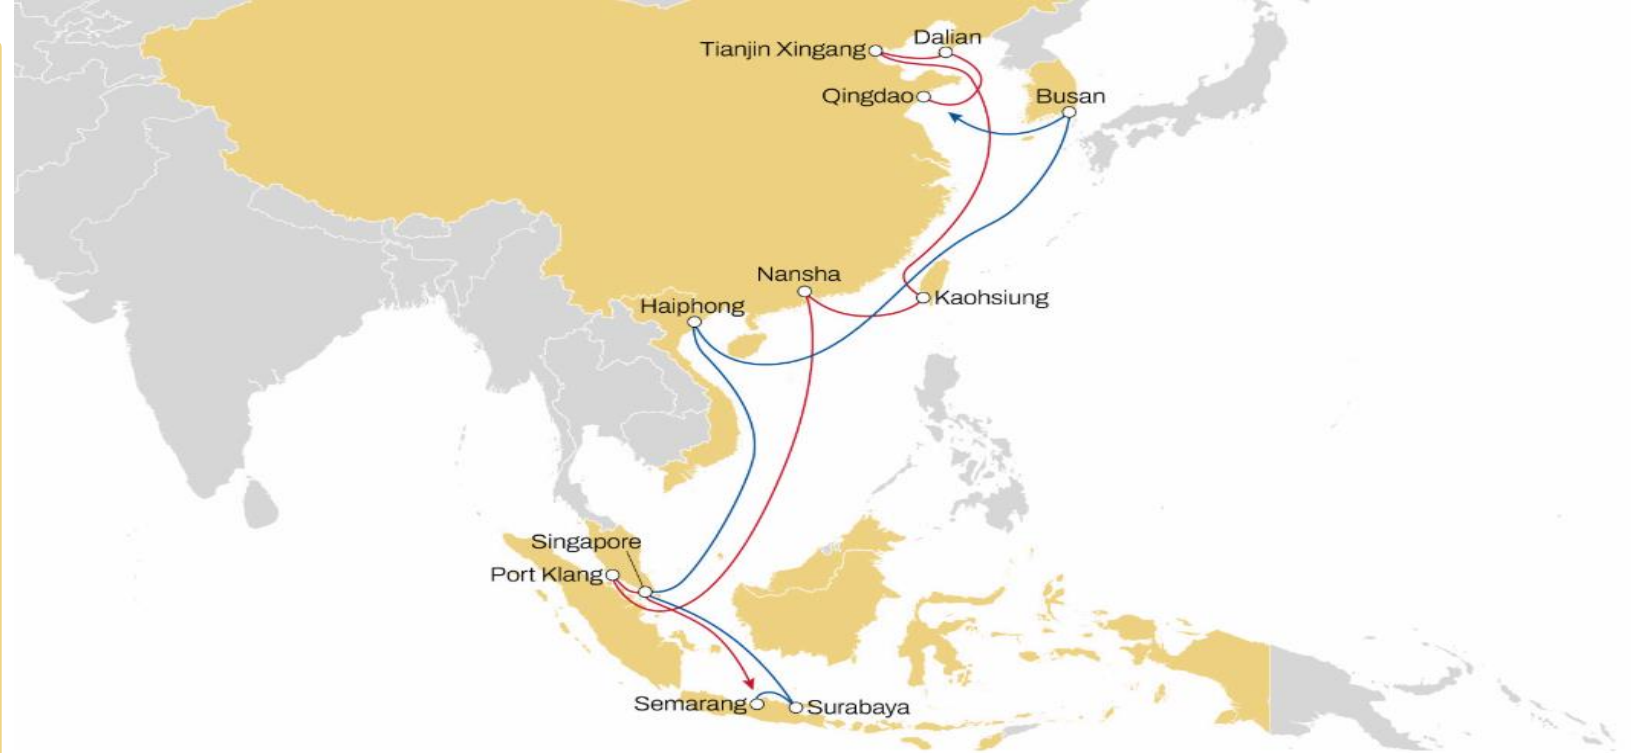 Dalian
Tianjin Xingang
Qingdao
Busan
Nansha
Kaohsiung
Haiphong
Singapore
Port Klang
Semarang
Surabaya